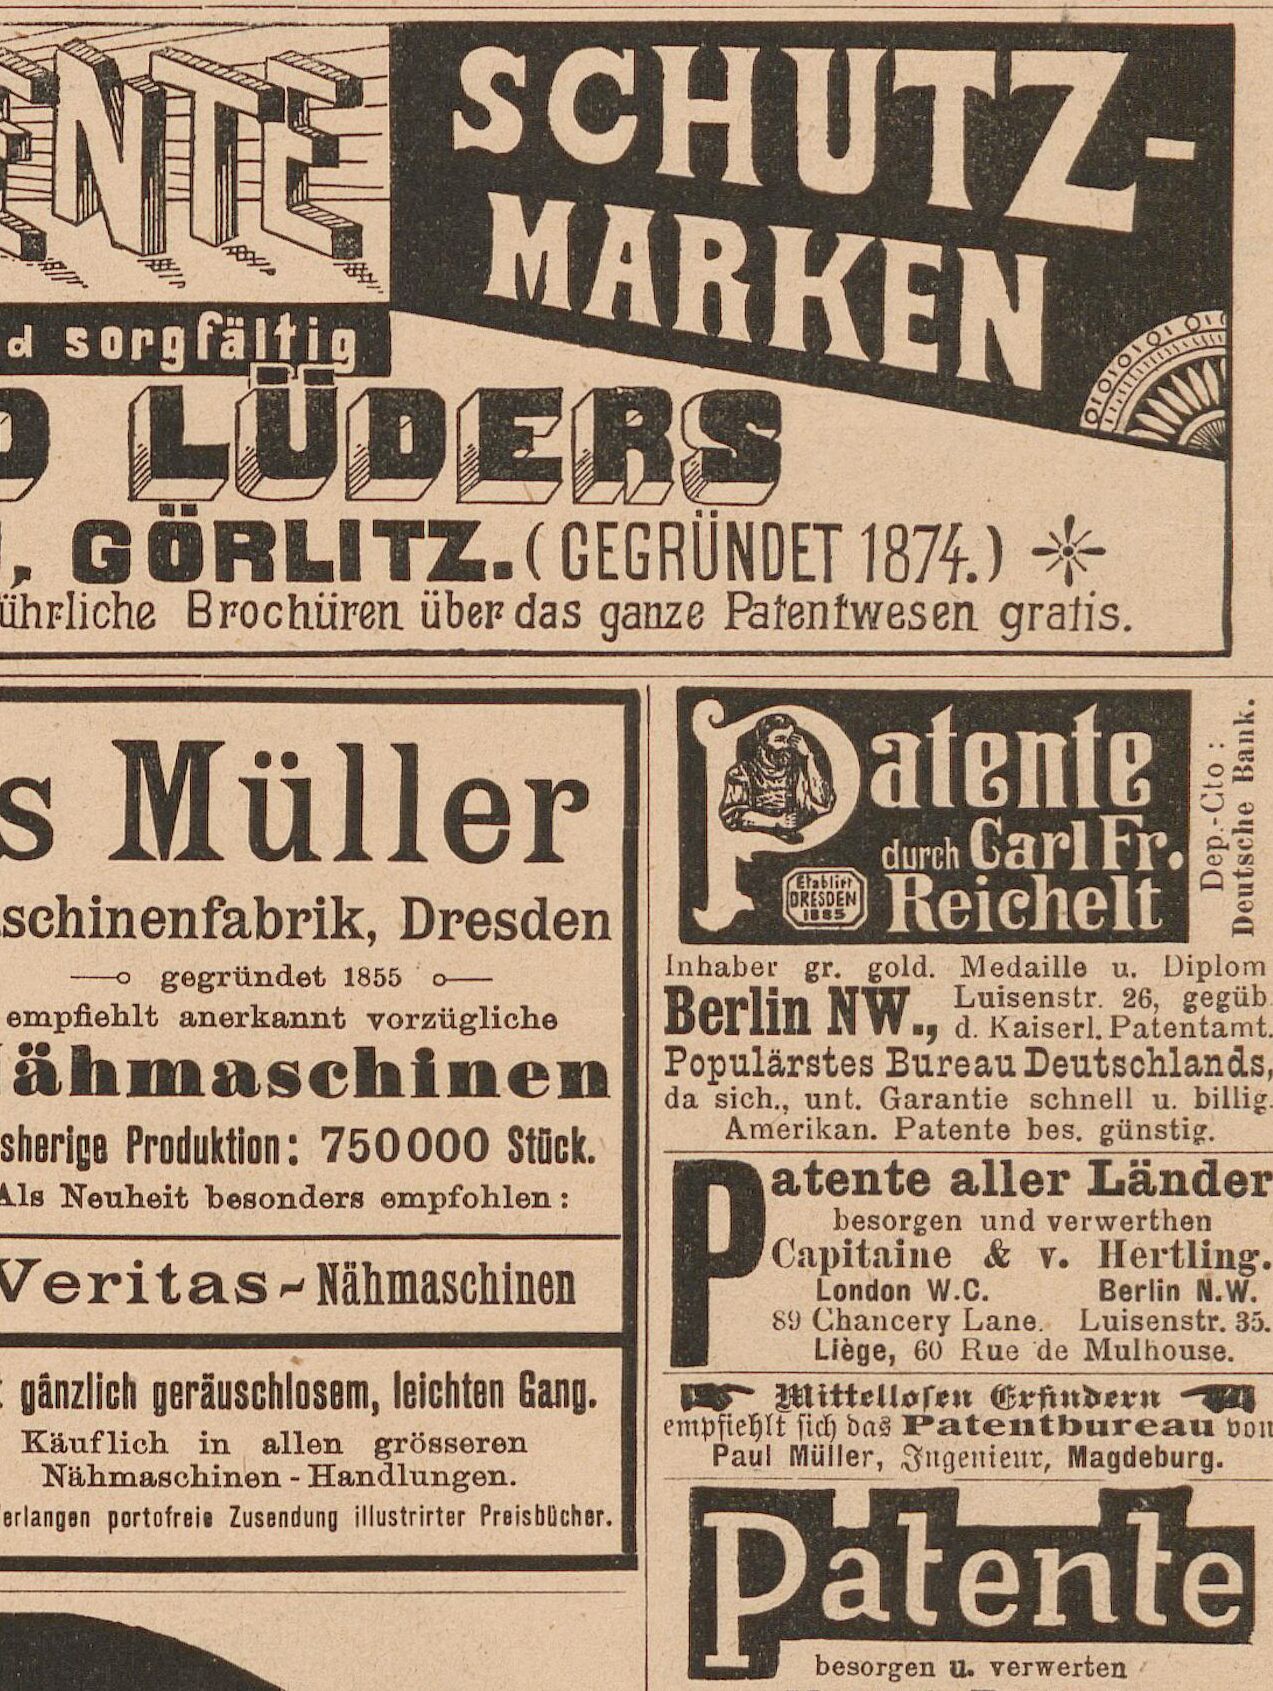 SCHUTZ-
MARKEN
sorgfältig
LÜDERS
GÖRLITZ. (GEGRÜNDET 1874.)
Brochüren über das ganze Patentwesen gratis.
Müller
Dresden
gegründet 1855
empfiehlt anerkannt vorzügliche
Nähmaschinen
Produktion: 750000 Stück.
Als Neuheit besonders empfohlen:
Veritas-Nähmaschinen
gänzlich geräuschlosem, leichten Gang.
Käuflich in allen grösseren
Nähmaschinen-Handlungen.
portofreie Zusendung illustrirter Preisbücher.
Patente
durch Carl Fr.
Reichelt
Etablirt
DRESDEN
1885
Dep.-Cto:
Deutsche Bank.
Inhaber gr. gold. Medaille u. Diplom
Berlin NW., Luisenstr. 26, gegüb.
d. Kaiserl. Patentamt.
Populärstes Bureau Deutschlands,
da sich., unt. Garantie schnell u. billig.
Amerikan. Patente bes. günstig.
Patente aller Länder
besorgen und verwerthen
Capitaine & v. Hertling.
London W.C. Berlin N.W.
89 Chancery Lane. Luisenstr. 35.
Liège, 60 Rue de Mulhouse.
Mittellosen Erfindern
empfiehlt sich das Patentbureau von
Paul Müller, Ingenieur, Magdeburg.
Patente
besorgen u. verwerten